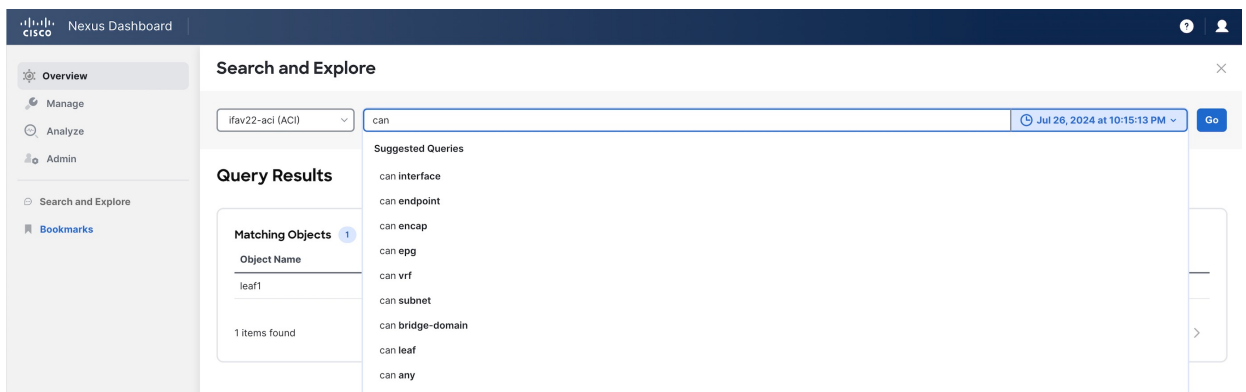 CISCO Nexus Dashboard
Overview
Manage
Analyze
Admin
Search and Explore
Bookmarks
Search and Explore
ifav22-aci (ACI)
can
Jul 26, 2024 at 10:15:13 PM
Go
Suggested Queries
can interface
can endpoint
can encap
can epg
can vrf
can subnet
can bridge-domain
can leaf
can any
Query Results
Matching Objects 1
Object Name
leaf1
1 items found